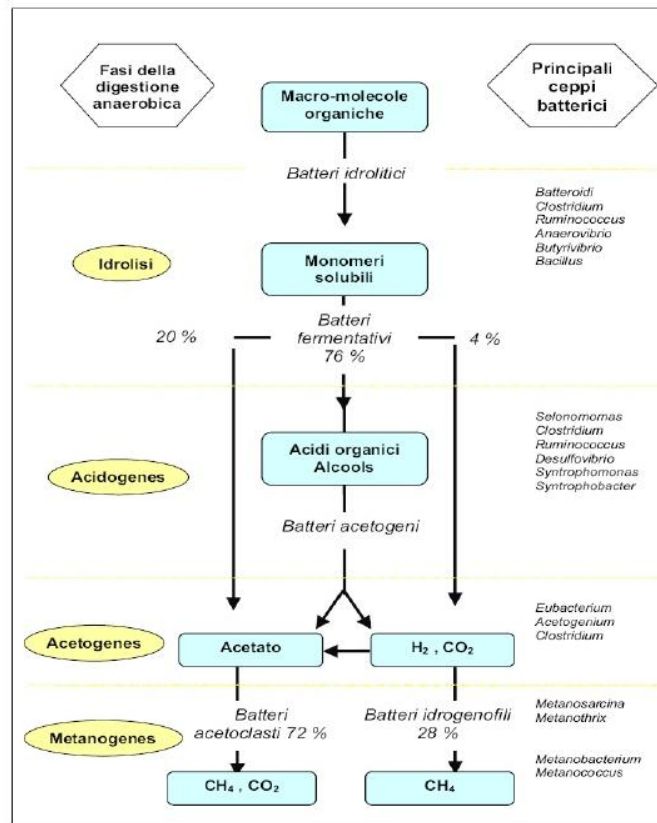 Fasi della
digestione
anaerobica
Macro-molecole
organiche
Principali
ceppi
batterici
Batteri idrolitici
Batteroidi
Clostridium
Ruminococcus
Anaerovibrio
Butyrivibrio
Bacillus
Idrolisi
Monomeri
solubili
20 %
Batteri
fermentativi
76 %
4 %
Selonomomas
Clostridium
Ruminococcus
Desulfovibrio
Syntrophomonas
Syntrophobacter
Acidogenes
Acidi organici
Alcools
Batteri acetogeni
Eubacterium
Acetogenium
Clostridium
Acetogenes
Acetato
H2 , CO2
Metanogenes
Batteri
acetoclasti 72 %
Batteri idrogenofili
28 %
Metanosarcina
Metanothrix
Metanobacterium
Metanococus
CH4 , CO2
CH4